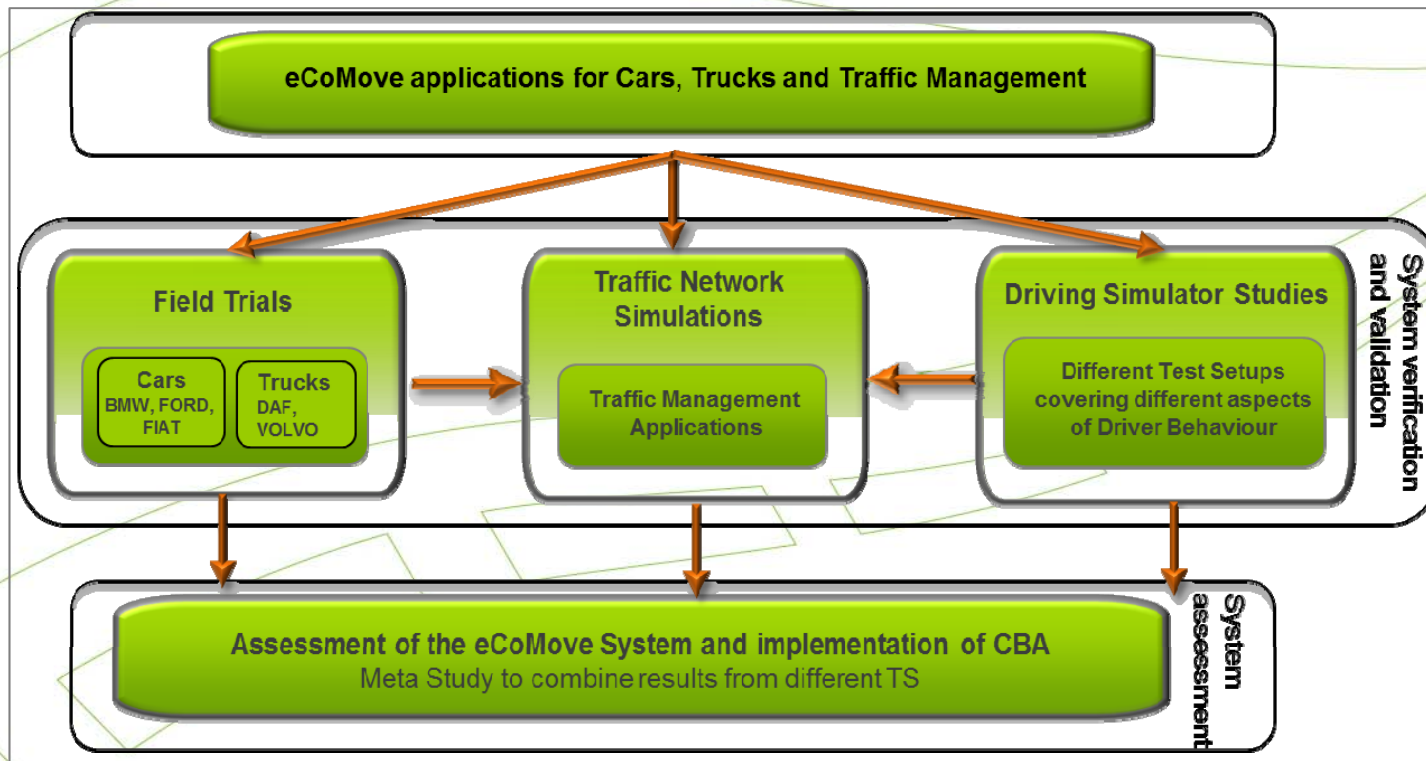 eCoMove applications for Cars, Trucks and Traffic Management
Field Trials
Cars
BMW, FORD,
FIAT
Trucks
DAF,
VOLVO
Traffic Network
Simulations
Traffic Management
Applications
Driving Simulator Studies
Different Test Setups
covering different aspects
of Driver Behaviour
System verification
and validation
Assessment of the eCoMove System and implementation of CBA
Meta Study to combine results from different TS
System
assessment